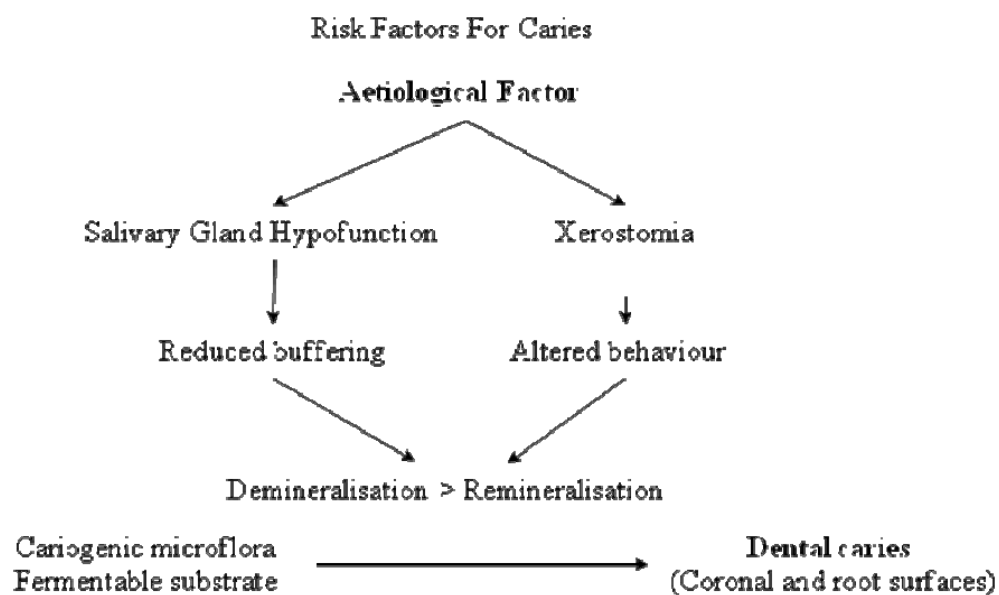 Risk Factors For Caries
Aetiological Factor
Salivary Gland Hypofunction
Xerostomia
Reduced buffering
Altered behaviour
Demineralisation > Remineralisation
Cariogenic microflora
Fermentable substrate
Dental caries
(Coronal and root surfaces)